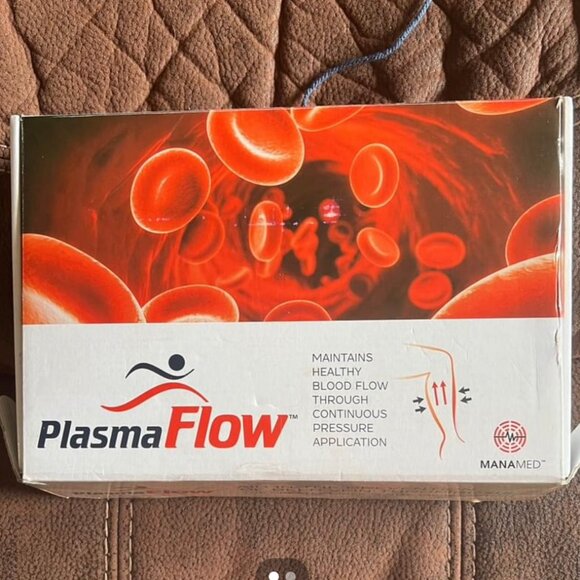 MAINTAINS
HEALTHY
BLOOD FLOW
THROUGH
CONTINUOUS
PRESSURE
APPLICATION
PlasmaFlow™
MANAMED™